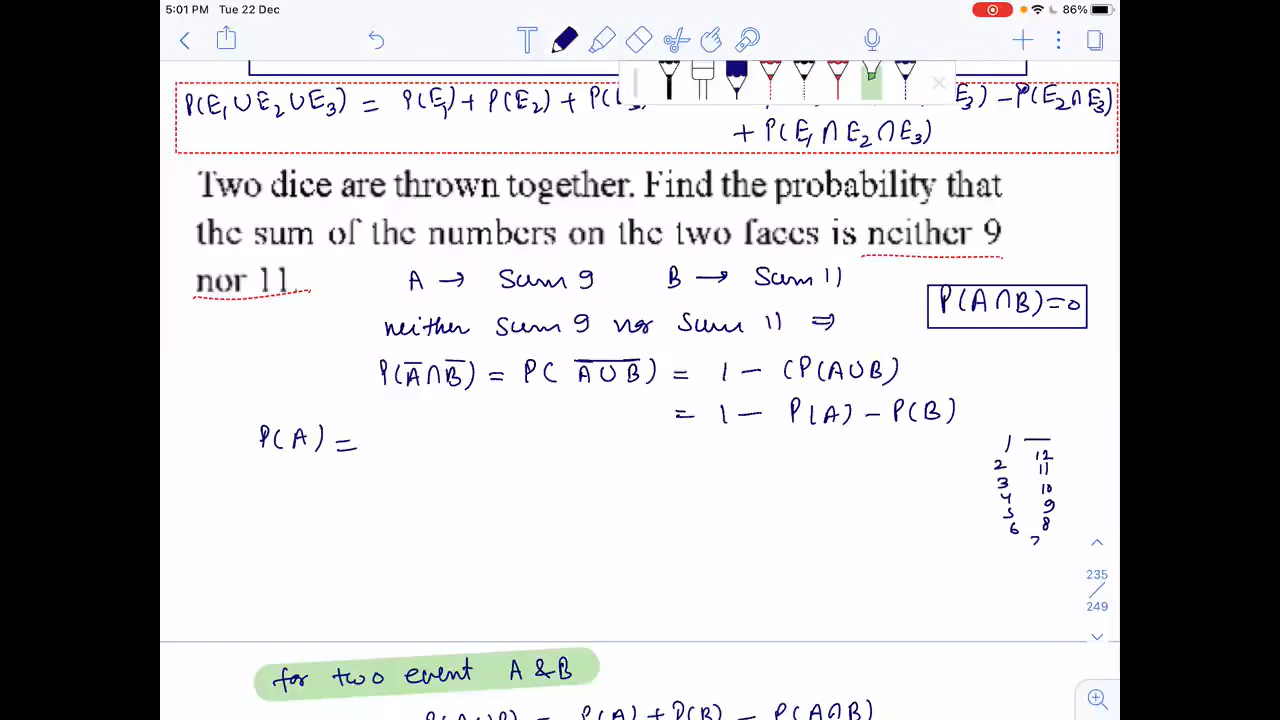 5:01 PM Tue 22 Dec
86%
P(E₁∪E₂∪E₃) = P(E₁) + P(E₂) + P( E₃) – P(E₂∩E₃)
+ P(E₁∩E₂∩E₃)
Two dice are thrown together. Find the probability that
the sum of the numbers on the two faces is neither 9
nor 11.
A → Sum 9 B → Sum 11
P(A∩B)=0
neither Sum 9 nor Sum 11 ⇒
P(A̅∩B̅) = P( A̅∪̅B̅ ) = 1 – (P(A∪B)
= 1 – P(A) – P(B)
P(A) =
1 —
2 12
3 11
4 10
5 9
6 8
7
235
249
for two event A & B
P(A∪B) = P(A) + P(B) – P(A∩B)